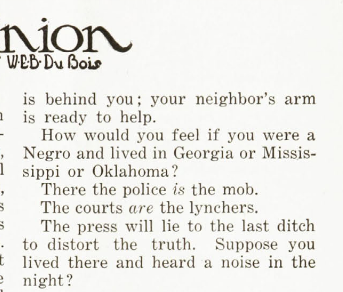 nion
W·E·B· Du Bois
is behind you; your neighbor's arm
is ready to help.
How would you feel if you were a
Negro and lived in Georgia or Missis-
sippi or Oklahoma?
There the police is the mob.
The courts are the lynchers.
The press will lie to the last ditch
to distort the truth. Suppose you
lived there and heard a noise in the
night?